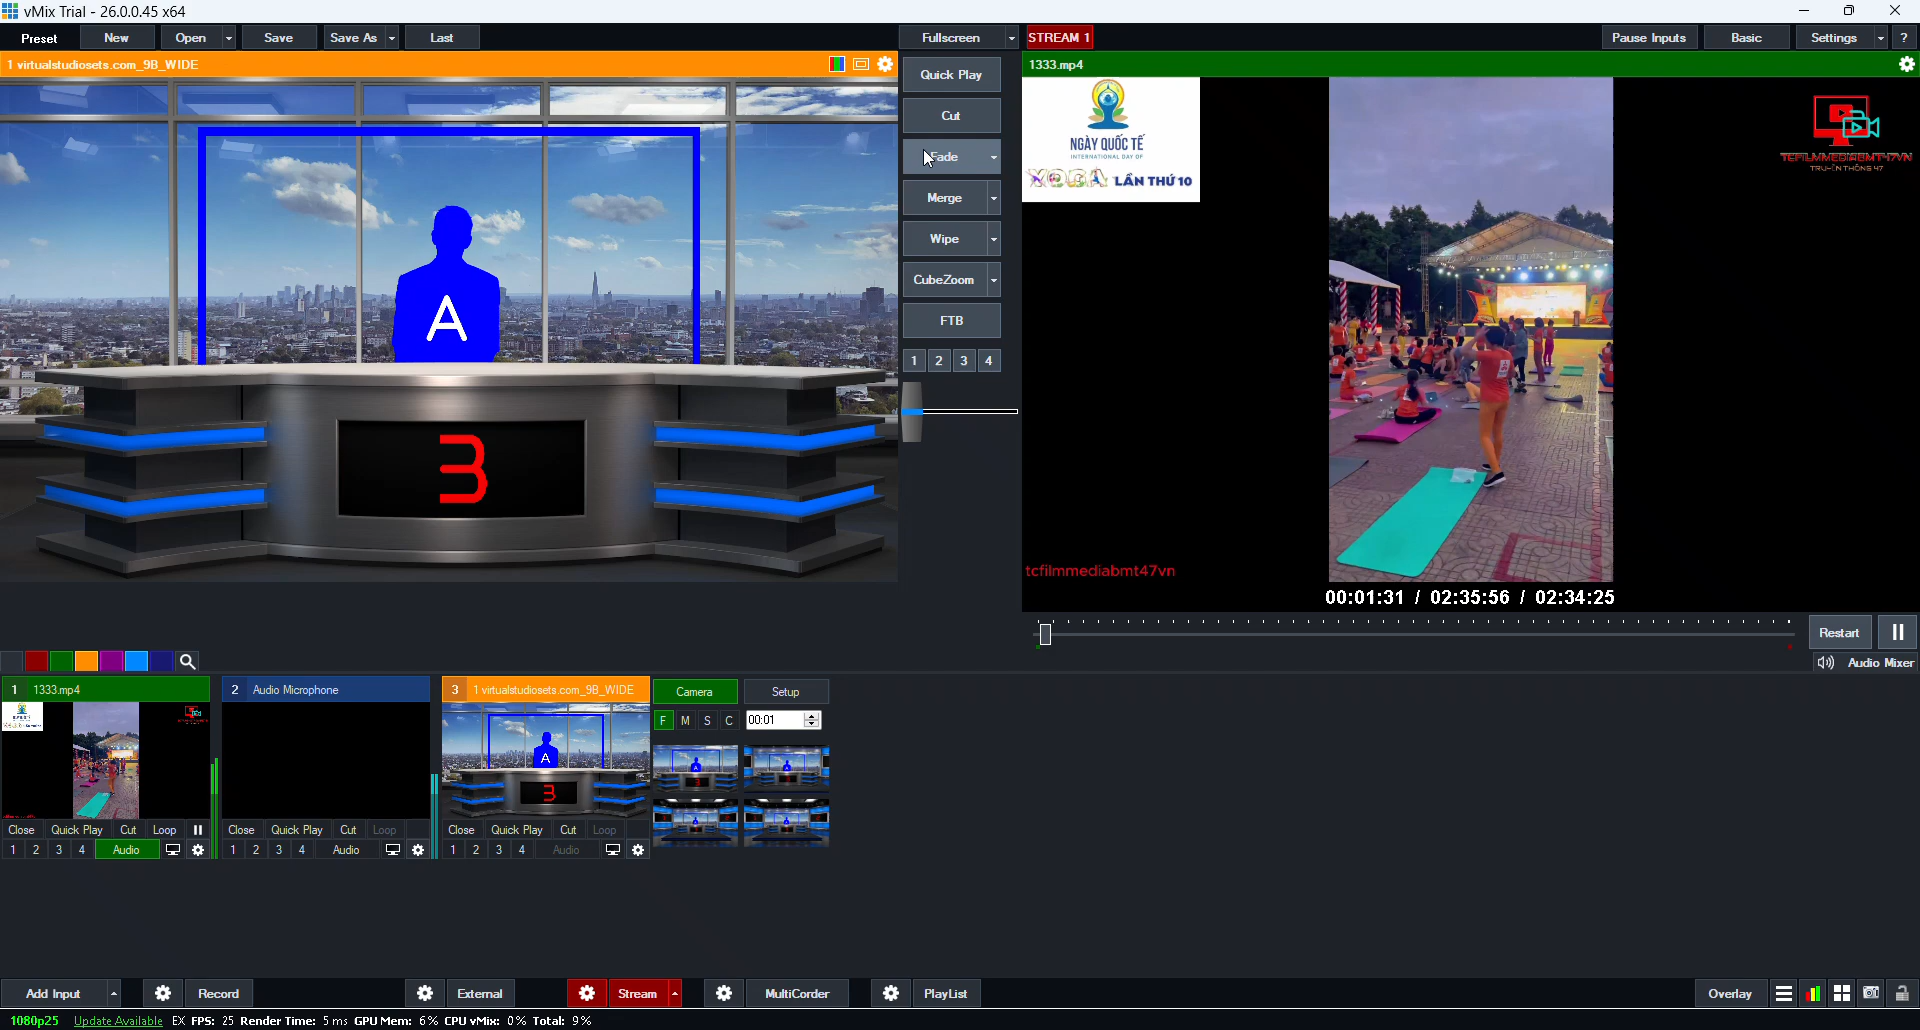 vMix Trial - 26.0.0.45 x64
Preset New Open Save Save As Last Fullscreen STREAM 1 Pause Inputs Basic Settings ?
1 virtualstudiosets.com_9B_WIDE
1333.mp4
Quick Play
Cut
Fade
Merge
Wipe
CubeZoom
FTB
1 2 3 4
A
3
NGÀY QUỐC TẾ
INTERNATIONAL DAY OF
YOGA LẦN THỨ 10
tcfilmmediabmt47vn
00:01:31 / 02:35:56 / 02:34:25
Restart
Audio Mixer
1 1333.mp4
2 Audio Microphone
3 1 virtualstudiosets.com_9B_WIDE
Camera Setup
F M S C 00:01
A
3
Close Quick Play Cut Loop
1 2 3 4 Audio
Close Quick Play Cut Loop
1 2 3 4 Audio
Close Quick Play Cut Loop
1 2 3 4 Audio
Add Input Record External Stream MultiCorder PlayList Overlay
1080p25 Update Available EX FPS: 25 Render Time: 5 ms GPU Mem: 6% CPU vMix: 0% Total: 9%